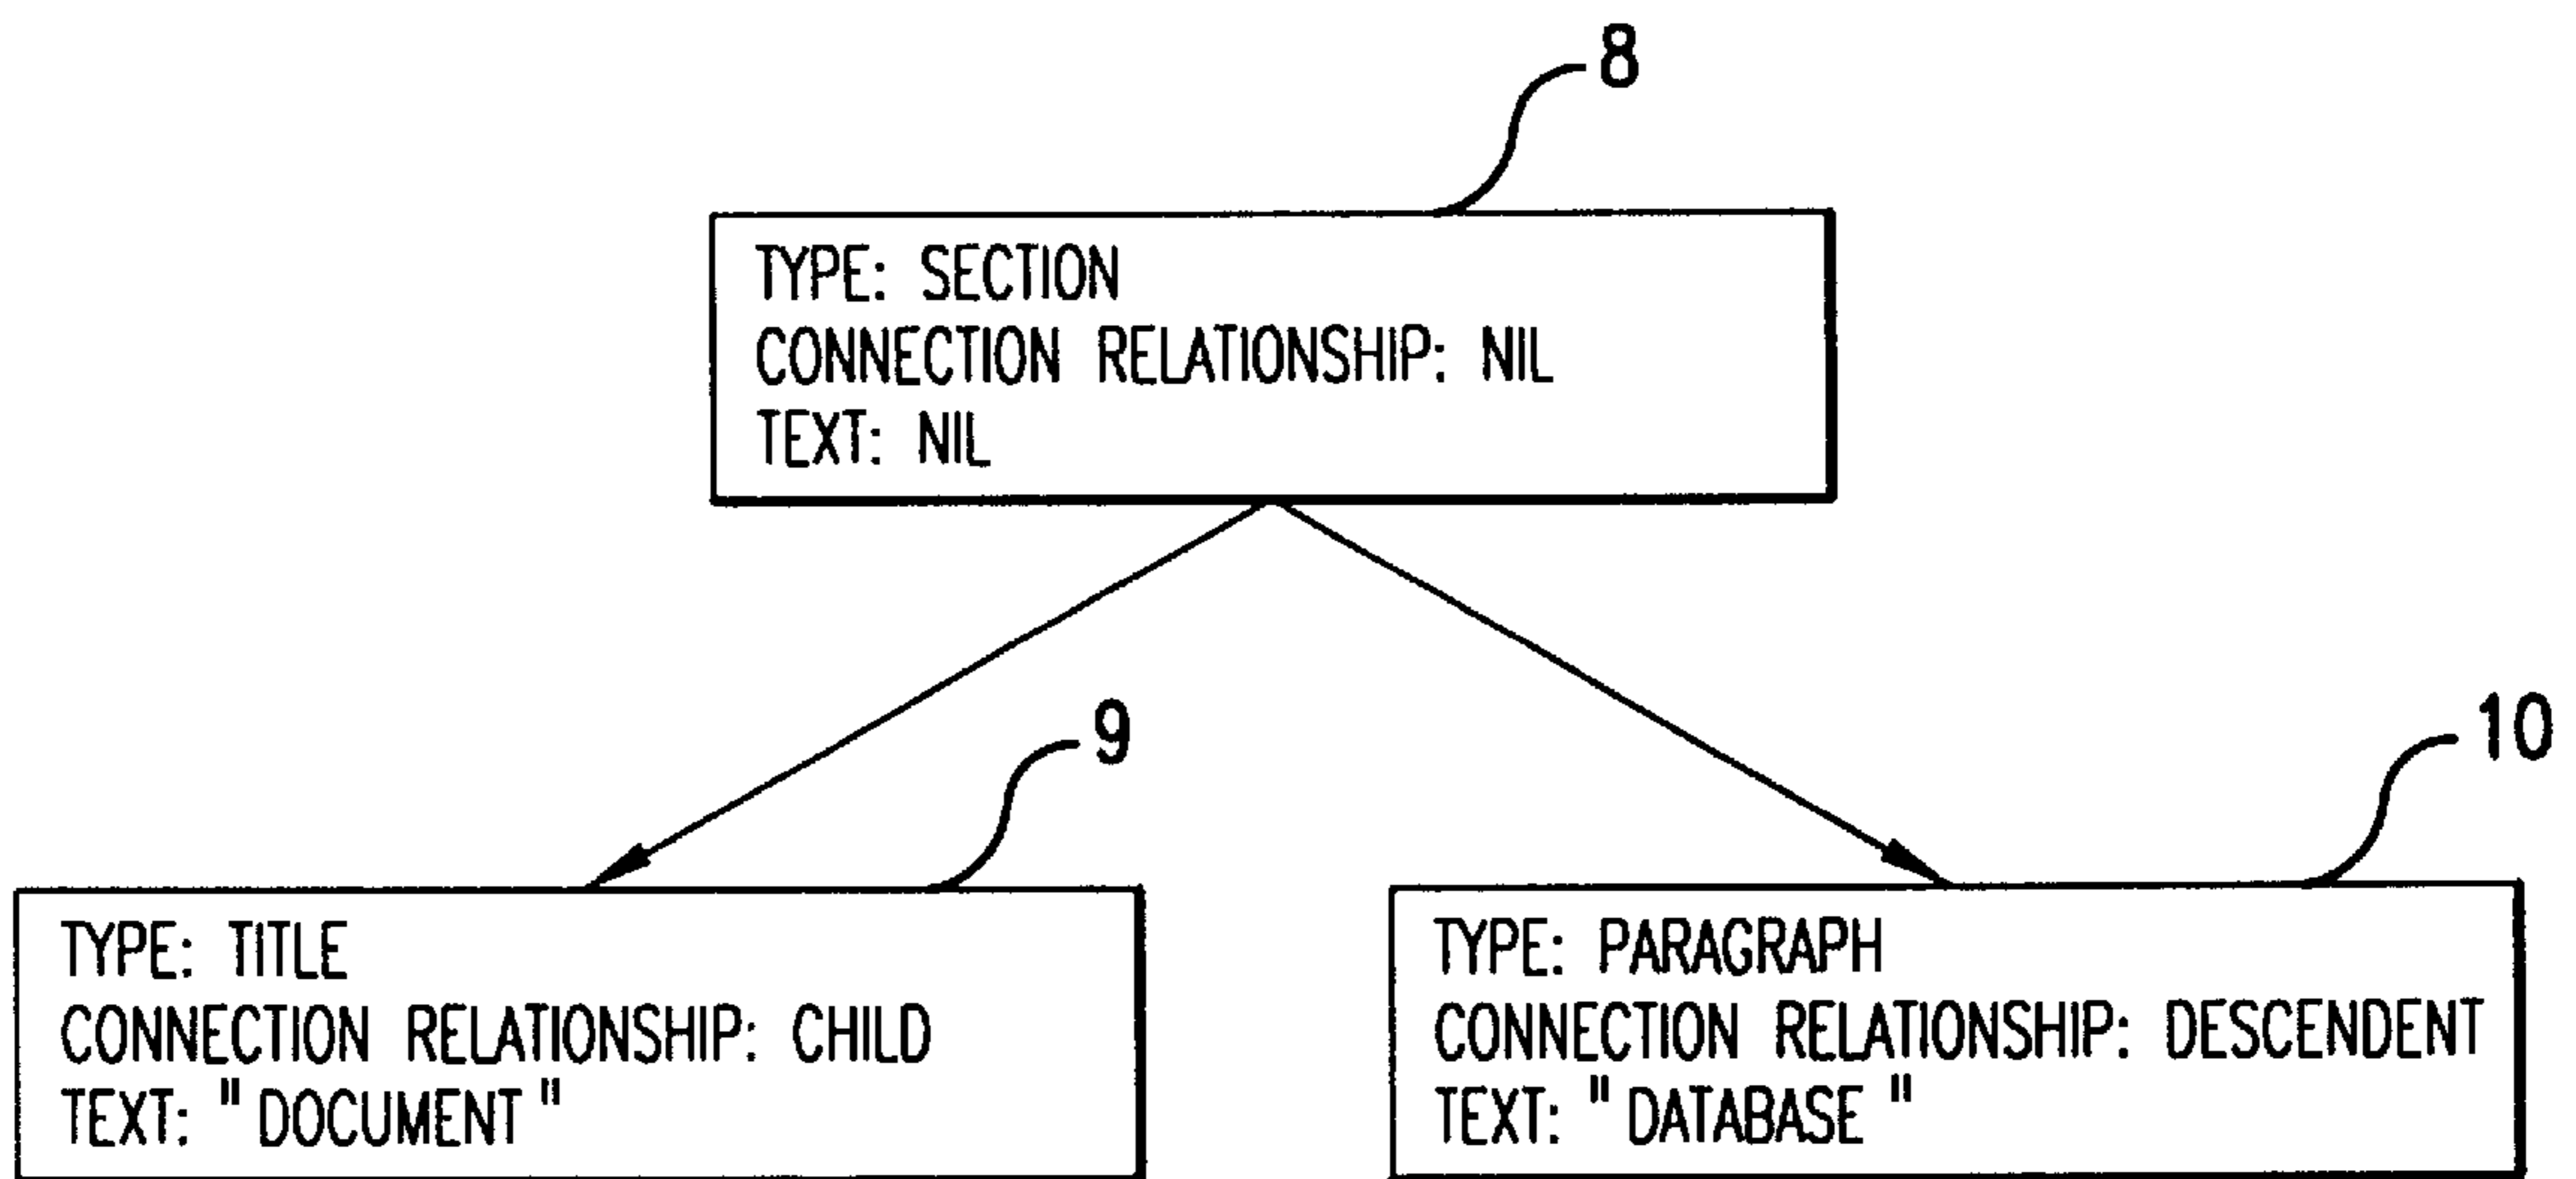 8
TYPE: SECTION
CONNECTION RELATIONSHIP: NIL
TEXT: NIL
9
10
TYPE: TITLE
CONNECTION RELATIONSHIP: CHILD
TEXT: "DOCUMENT"
TYPE: PARAGRAPH
CONNECTION RELATIONSHIP: DESCENDENT
TEXT: "DATABASE"